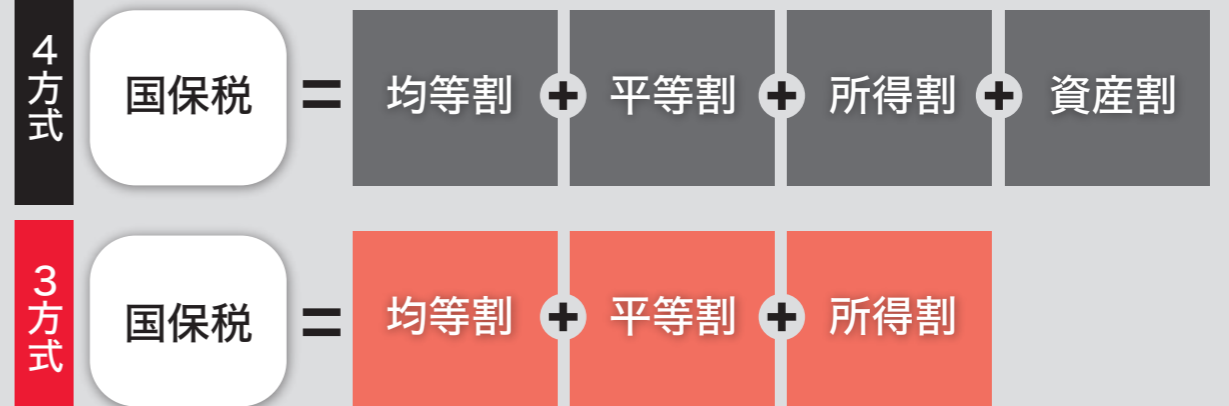 ４方式
国保税 = 均等割 + 平等割 + 所得割 + 資産割
３方式
国保税 = 均等割 + 平等割 + 所得割